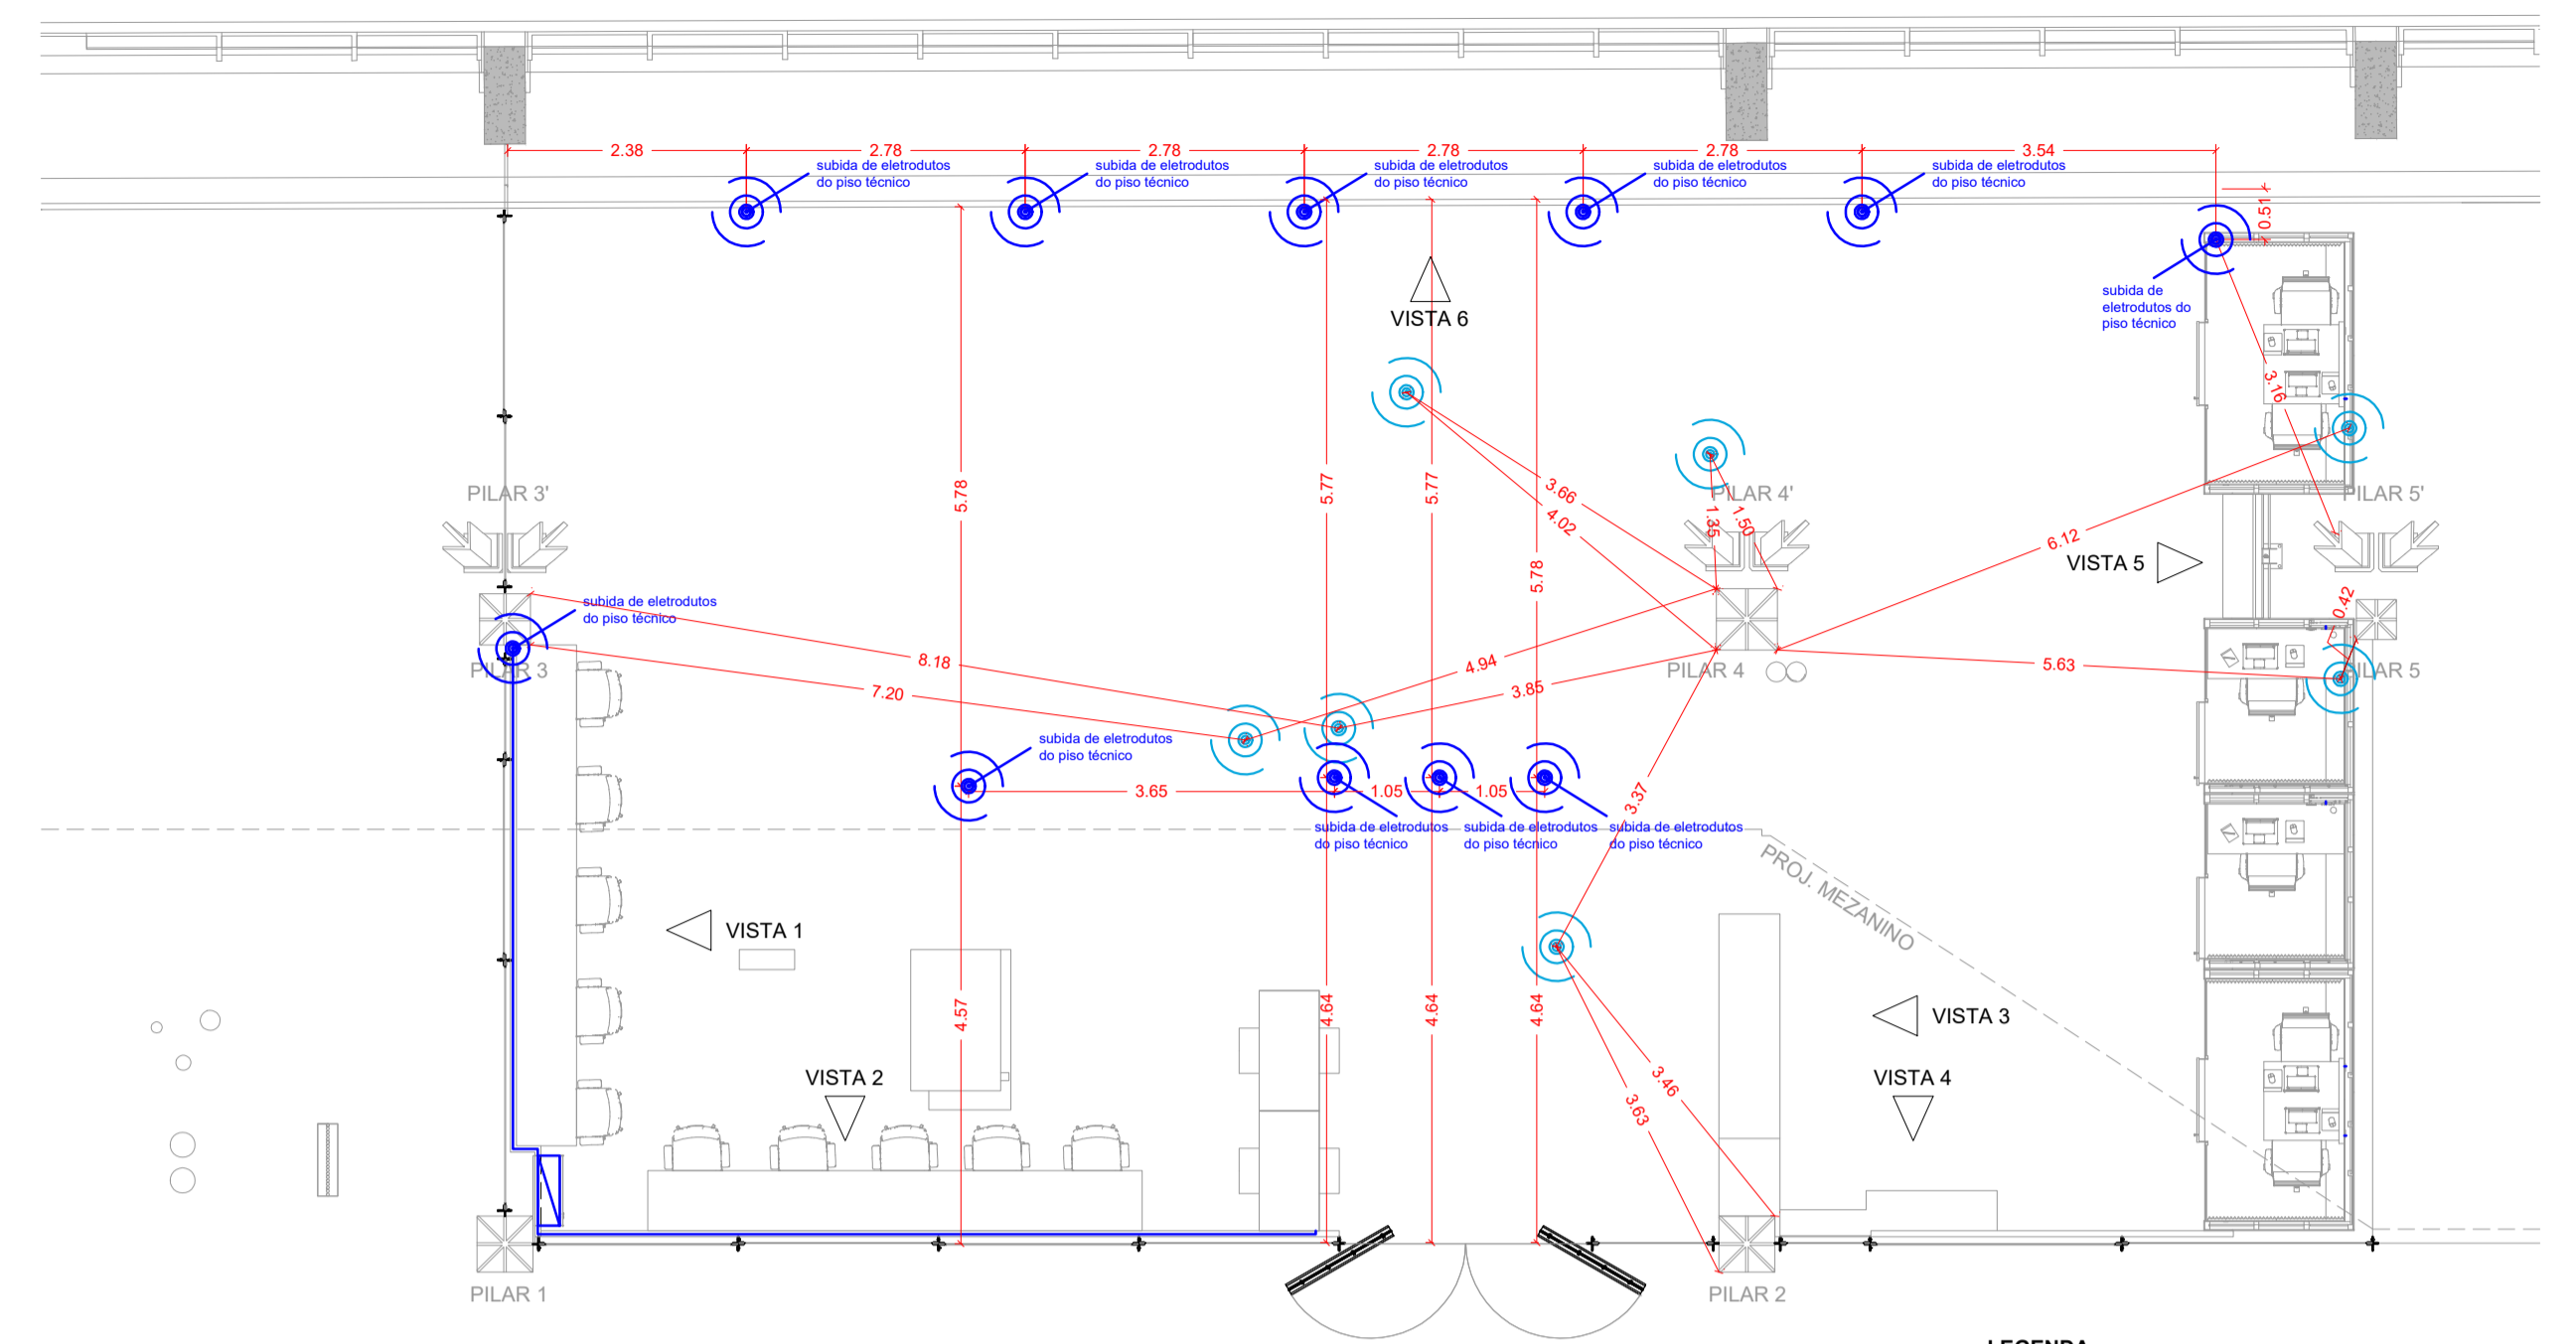 2.38
2.78
2.78
2.78
2.78
3.54
subida de eletrodutos
do piso técnico
subida de eletrodutos
do piso técnico
subida de eletrodutos
do piso técnico
subida de eletrodutos
do piso técnico
subida de eletrodutos
do piso técnico
0.51
subida de
eletrodutos do
piso técnico
VISTA 6
3.16
PILAR 3'
5.78
5.77
5.77
3.66
4.02
5.78
PILAR 4'
1.35
1.50
PILAR 5'
6.12
VISTA 5
subida de eletrodutos
do piso técnico
0.42
PILAR 3
8.18
7.20
4.94
3.85
PILAR 4
5.63
PILAR 5
subida de eletrodutos
do piso técnico
3.65
1.05
1.05
3.37
subida de eletrodutos
do piso técnico
subida de eletrodutos
do piso técnico
subida de eletrodutos
do piso técnico
PROJ. MEZANINO
VISTA 1
4.57
4.64
4.64
4.64
VISTA 3
VISTA 2
3.46
3.63
VISTA 4
PILAR 1
PILAR 2
LEGENDA